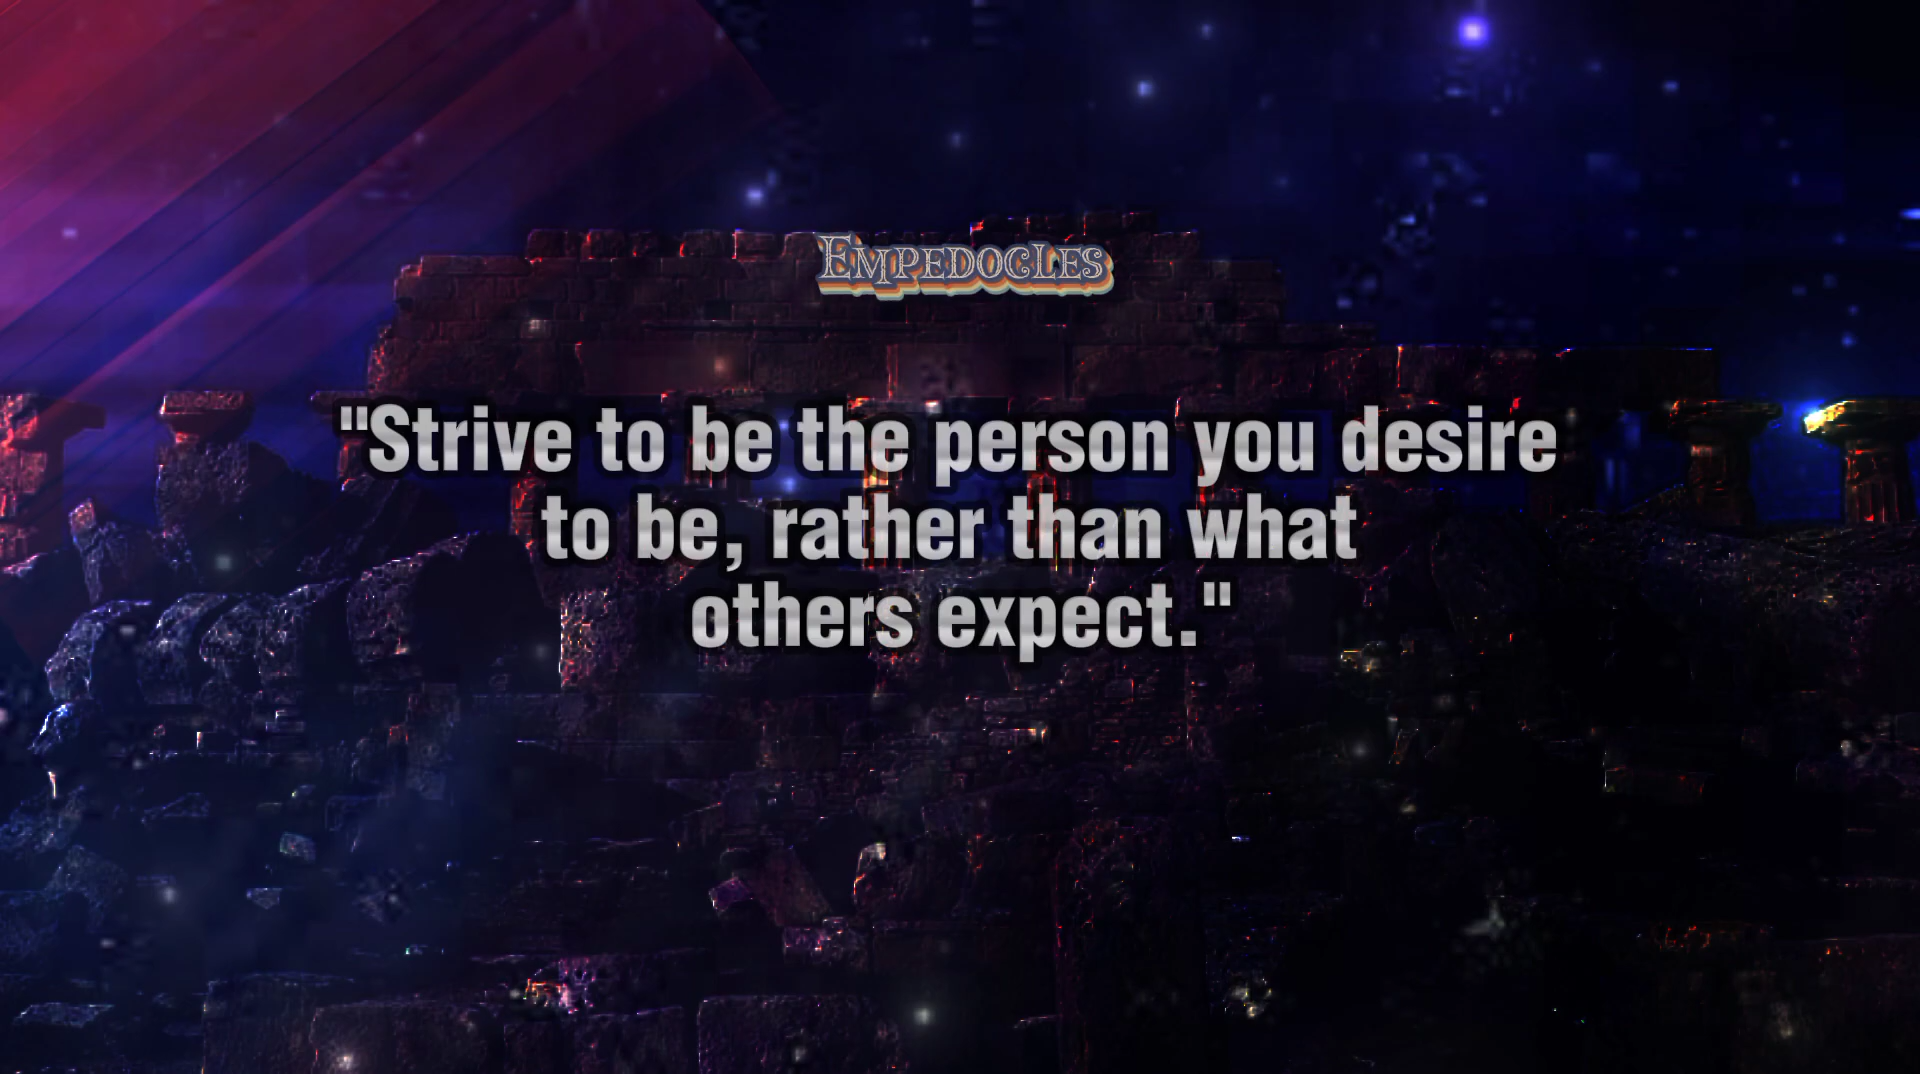 Empedocles
"Strive to be the person you desire
to be, rather than what
others expect."